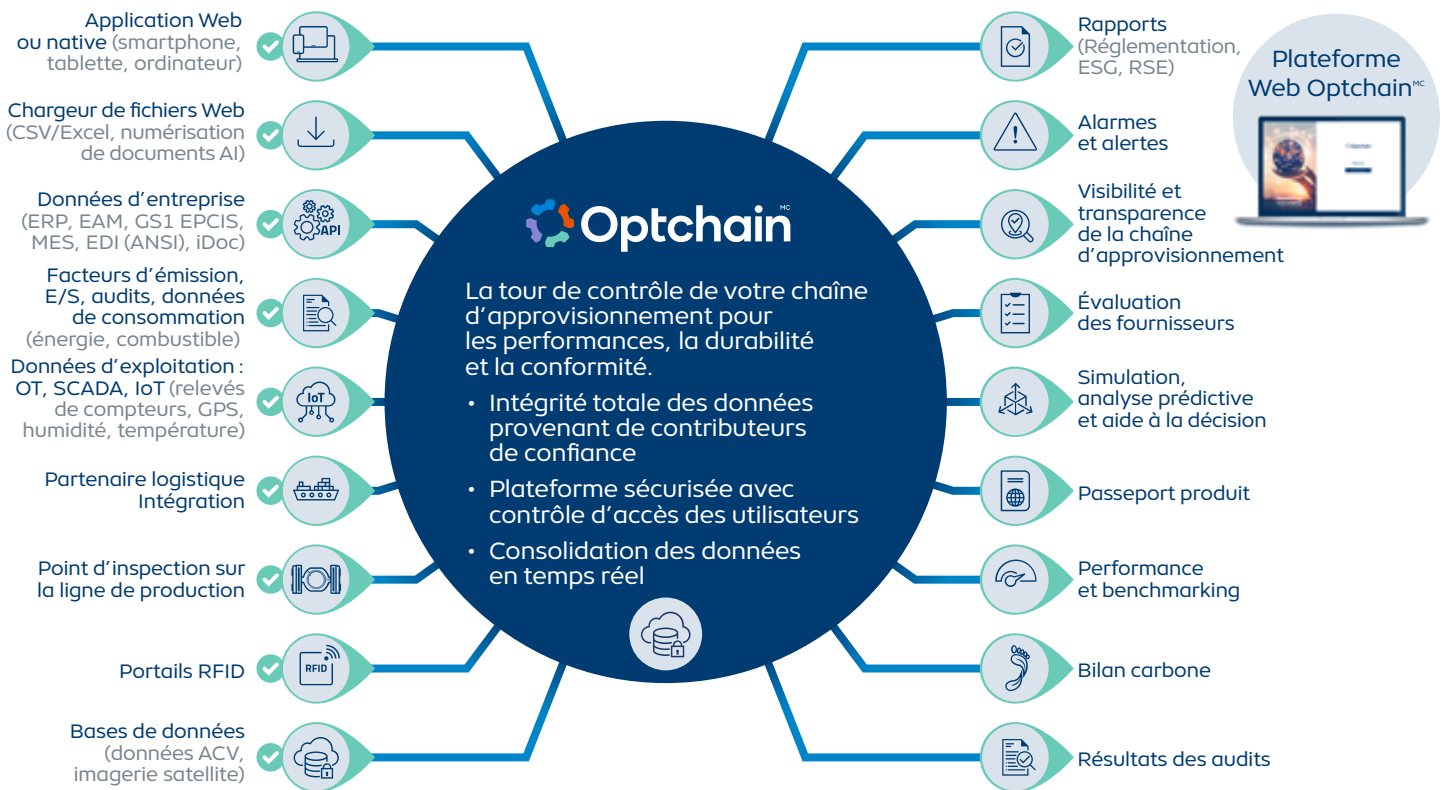 Application Web
ou native (smartphone,
tablette, ordinateur)
Chargeur de fichiers Web
(CSV/Excel, numérisation
de documents AI)
Données d'entreprise
(ERP, EAM, GS1 EPCIS,
MES, EDI (ANSI), iDoc)
API
Facteurs d'émission,
E/S, audits, données
de consommation
(énergie, combustible)
Données d'exploitation :
OT, SCADA, IoT (relevés
de compteurs, GPS,
humidité, température)
IoT
Partenaire logistique
Intégration
Point d'inspection sur
la ligne de production
Portails RFID
RFID
Bases de données
(données ACV,
imagerie satellite)
Optchain MC
La tour de contrôle de votre chaîne
d'approvisionnement pour
les performances, la durabilité
et la conformité.
• Intégrité totale des données
provenant de contributeurs
de confiance
• Plateforme sécurisée avec
contrôle d'accès des utilisateurs
• Consolidation des données
en temps réel
Rapports
(Réglementation,
ESG, RSE)
Alarmes
et alertes
Visibilité et
transparence
de la chaîne
d'approvisionnement
Évaluation
des fournisseurs
Simulation,
analyse prédictive
et aide à la décision
Passeport produit
Performance
et benchmarking
Bilan carbone
Résultats des audits
Plateforme
Web Optchain MC